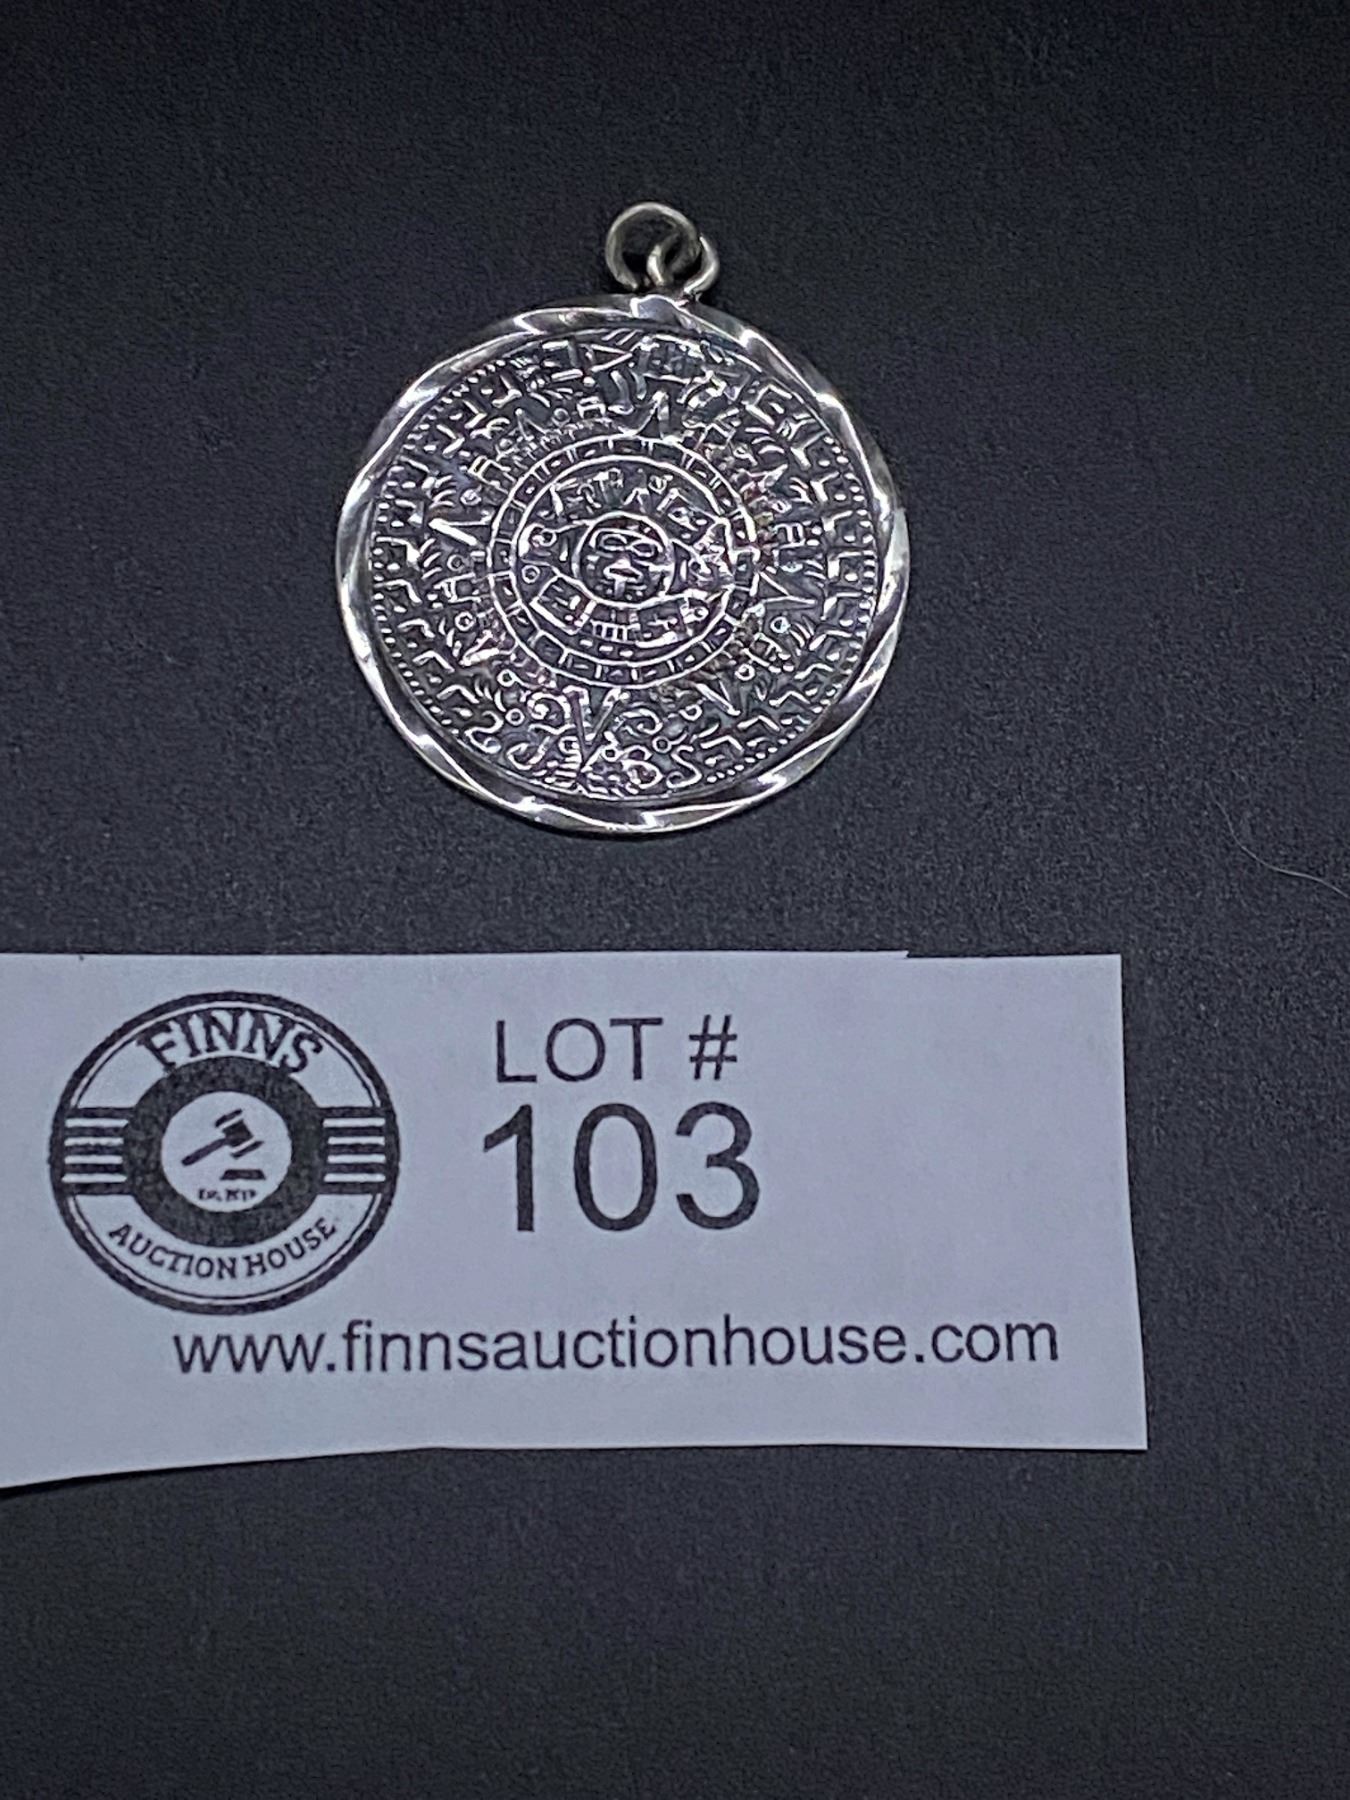 FINNS
AUCTION HOUSE
LOT #
103
www.finnsauctionhouse.com